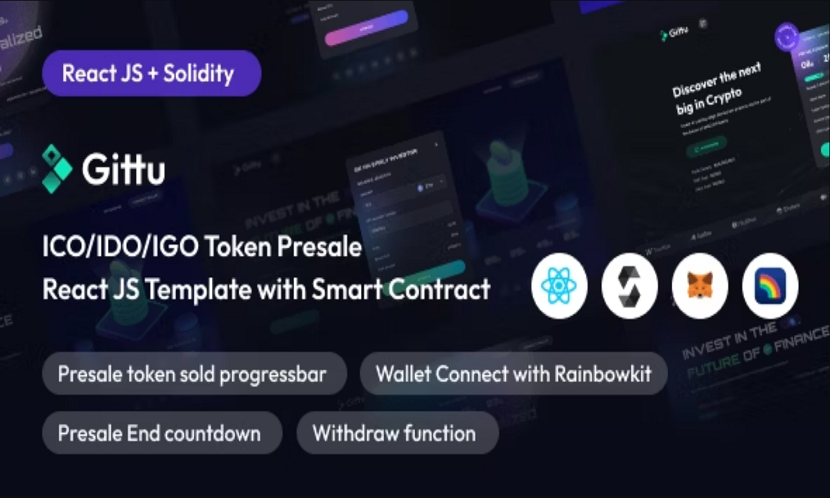 alized
React JS + Solidity
Gittu
Gittu
Discover the next
big in Crypto
INVEST IN THE
FUTURE OF FINANCE
ICO/IDO/IGO Token Presale
React JS Template with Smart Contract
INVEST IN THE
FUTURE OF FINANCE
Presale token sold progressbar
Wallet Connect with Rainbowkit
Presale End countdown
Withdraw function